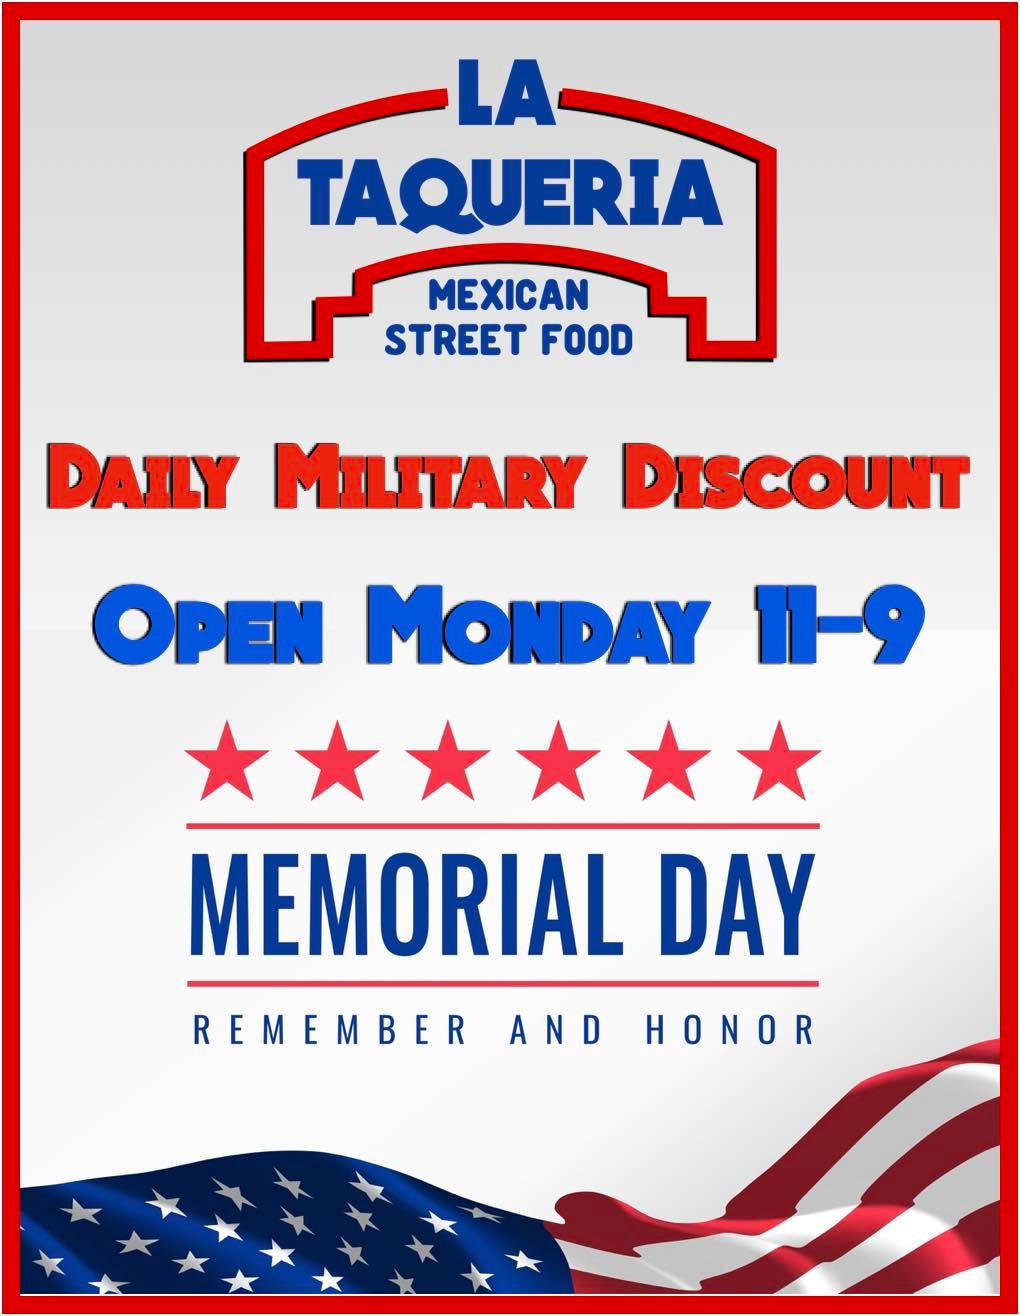 LA
TAQUERIA
MEXICAN
STREET FOOD
DAILY MILITARY DISCOUNT
OPEN MONDAY 11-9
MEMORIAL DAY
REMEMBER AND HONOR